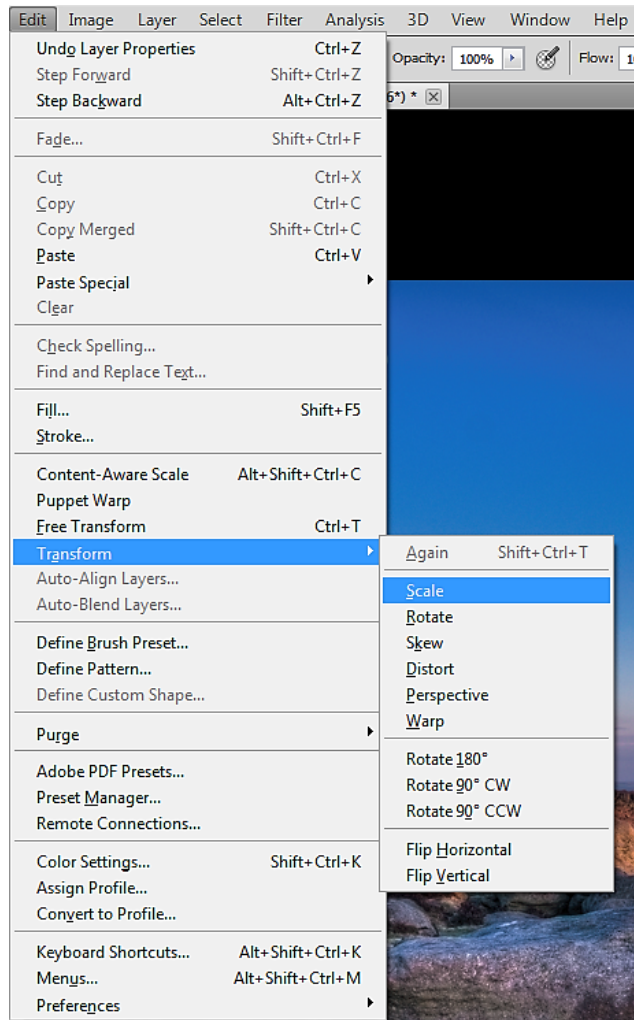 Edit Image Layer Select Filter Analysis 3D View Window Help
Opacity: 100% Flow:
6*) *
Undo Layer Properties Ctrl+Z
Step Forward Shift+Ctrl+Z
Step Backward Alt+Ctrl+Z
Fade... Shift+Ctrl+F
Cut Ctrl+X
Copy Ctrl+C
Copy Merged Shift+Ctrl+C
Paste Ctrl+V
Paste Special
Clear
Check Spelling...
Find and Replace Text...
Fill... Shift+F5
Stroke...
Content-Aware Scale Alt+Shift+Ctrl+C
Puppet Warp
Free Transform Ctrl+T
Transform
Auto-Align Layers...
Auto-Blend Layers...
Define Brush Preset...
Define Pattern...
Define Custom Shape...
Purge
Adobe PDF Presets...
Preset Manager...
Remote Connections...
Color Settings... Shift+Ctrl+K
Assign Profile...
Convert to Profile...
Keyboard Shortcuts... Alt+Shift+Ctrl+K
Menus... Alt+Shift+Ctrl+M
Preferences
Again Shift+Ctrl+T
Scale
Rotate
Skew
Distort
Perspective
Warp
Rotate 180°
Rotate 90° CW
Rotate 90° CCW
Flip Horizontal
Flip Vertical